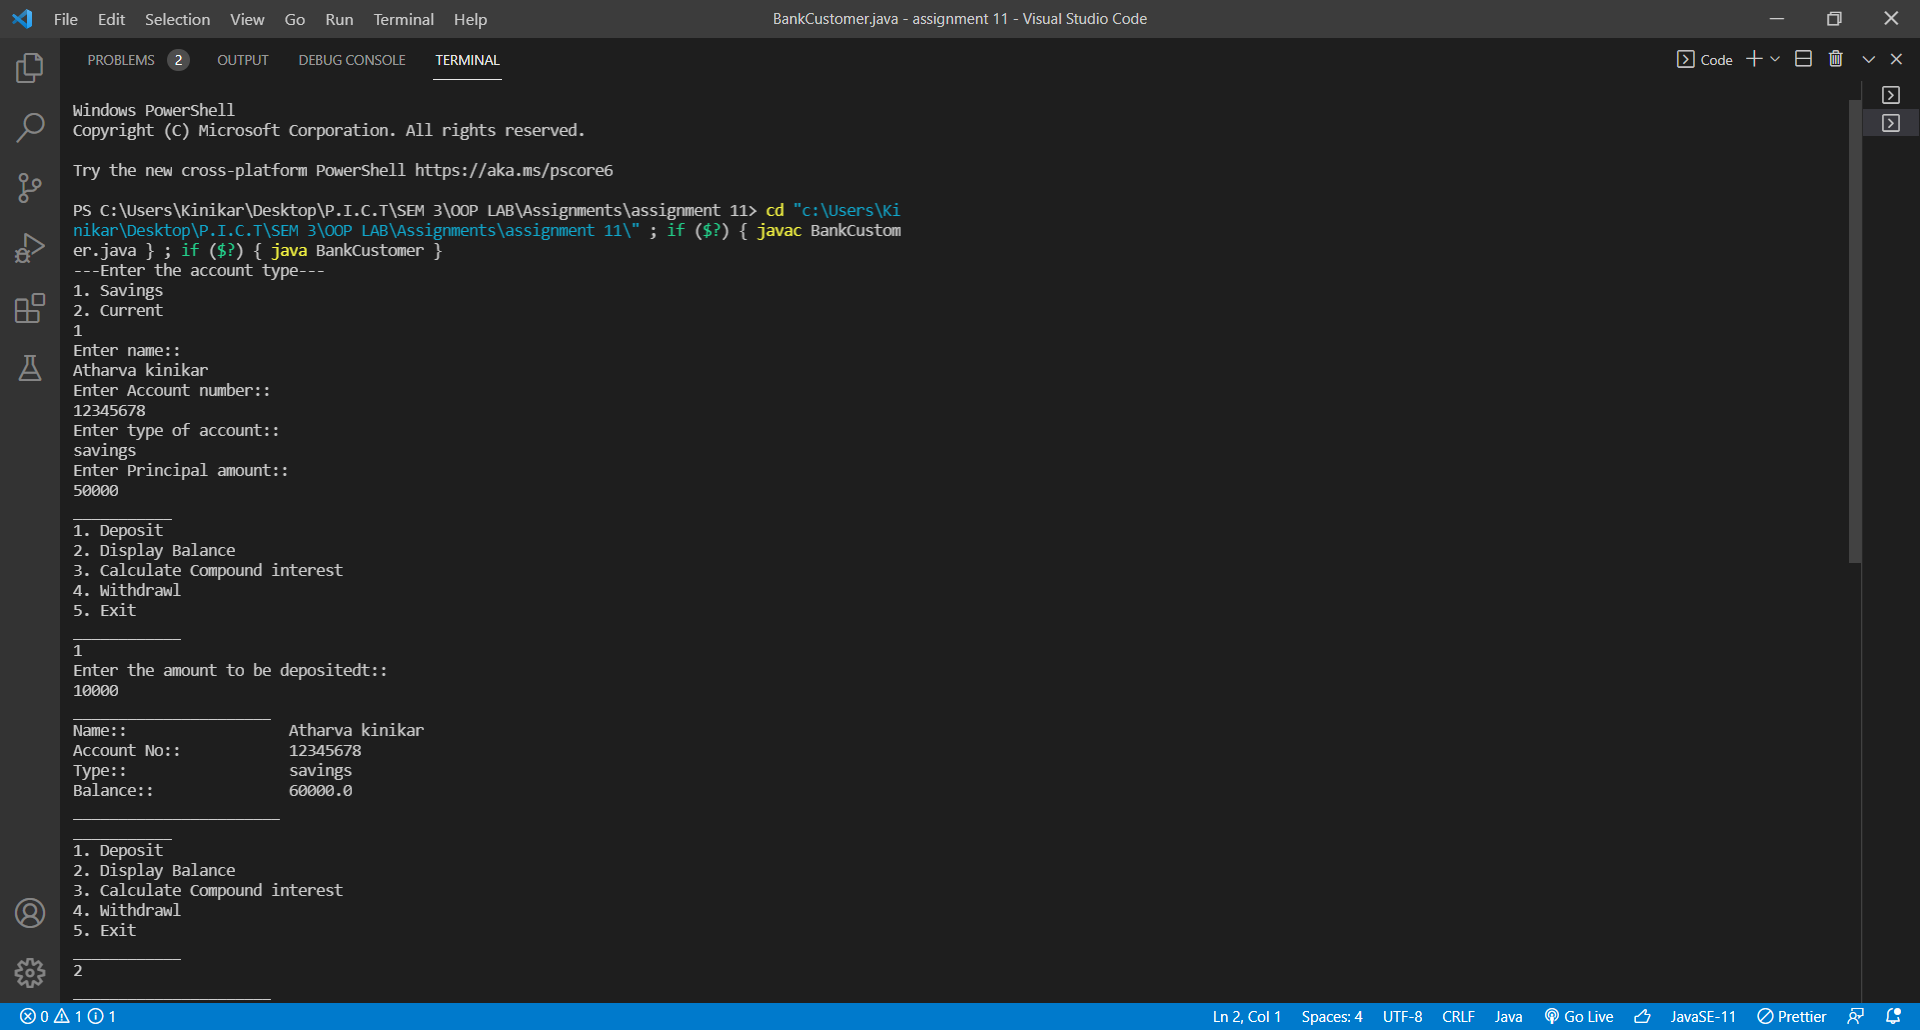 File Edit Selection View Go Run Terminal Help
BankCustomer.java - assignment 11 - Visual Studio Code
PROBLEMS 2 OUTPUT DEBUG CONSOLE TERMINAL
Code
Windows PowerShell
Copyright (C) Microsoft Corporation. All rights reserved.
Try the new cross-platform PowerShell https://aka.ms/pscore6
PS C:\Users\Kinikar\Desktop\P.I.C.T\SEM 3\OOP LAB\Assignments\assignment 11> cd "c:\Users\Ki
nikar\Desktop\P.I.C.T\SEM 3\OOP LAB\Assignments\assignment 11\" ; if ($?) { javac BankCustom
er.java } ; if ($?) { java BankCustomer }
---Enter the account type---
1. Savings
2. Current
1
Enter name::
Atharva kinikar
Enter Account number::
12345678
Enter type of account::
savings
Enter Principal amount::
50000
___________
1. Deposit
2. Display Balance
3. Calculate Compound interest
4. Withdrawl
5. Exit
____________
1
Enter the amount to be depositedt::
10000
______________________
Name:: Atharva kinikar
Account No:: 12345678
Type:: savings
Balance:: 60000.0
_______________________
___________
1. Deposit
2. Display Balance
3. Calculate Compound interest
4. Withdrawl
5. Exit
____________
2
______________________
0 1 1
Ln 2, Col 1 Spaces: 4 UTF-8 CRLF Java Go Live JavaSE-11 Prettier